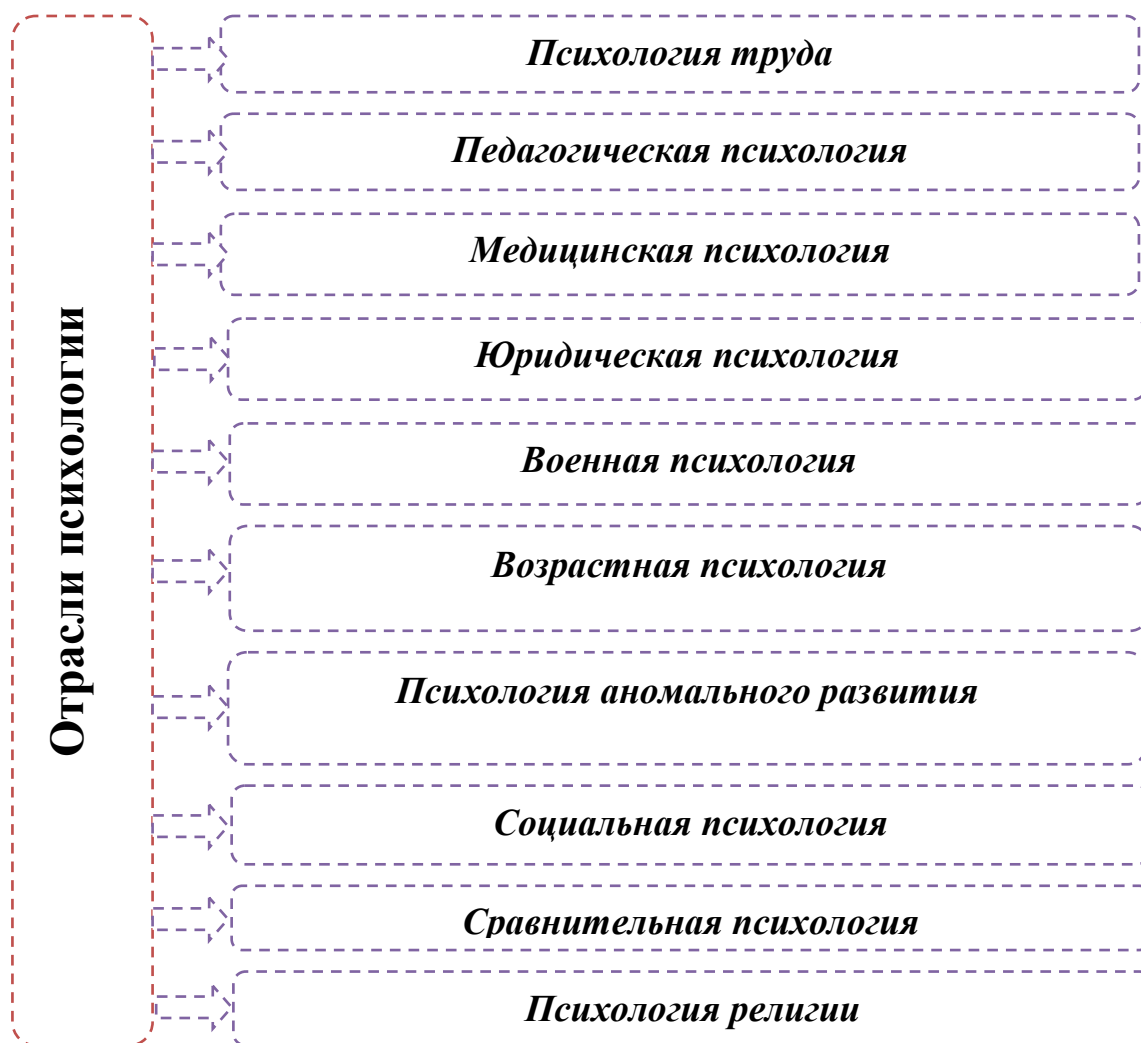 Отрасли психологии
Психология труда
Педагогическая психология
Медицинская психология
Юридическая психология
Военная психология
Возрастная психология
Психология аномального развития
Социальная психология
Сравнительная психология
Психология религии